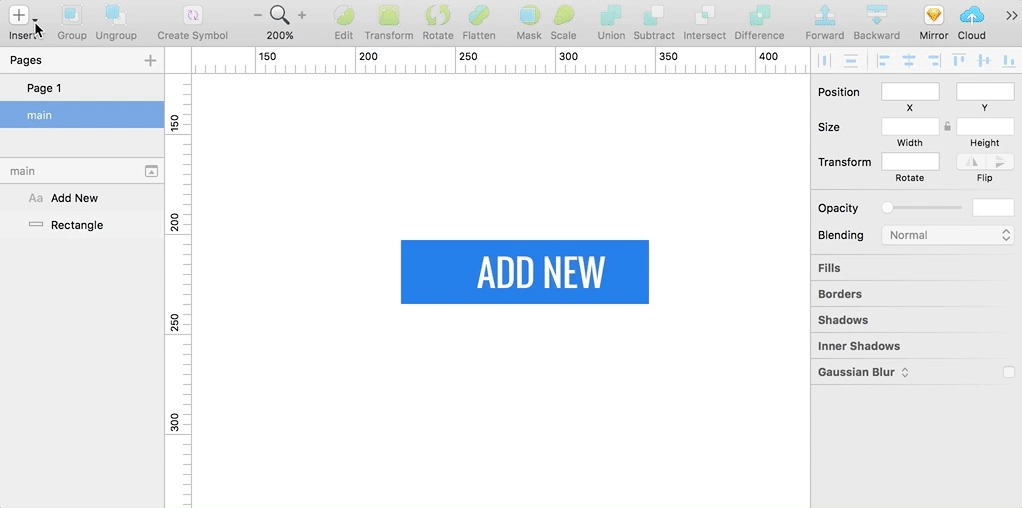 Insert Group Ungroup Create Symbol 200% Edit Transform Rotate Flatten Mask Scale Union Subtract Intersect Difference Forward Backward Mirror Cloud
Pages
Page 1
main
main
Aa Add New
Rectangle
150 200 250 300 350 400
150
200
250
300
ADD NEW
Position
X Y
Size
Width Height
Transform
Rotate Flip
Opacity
Blending Normal
Fills
Borders
Shadows
Inner Shadows
Gaussian Blur